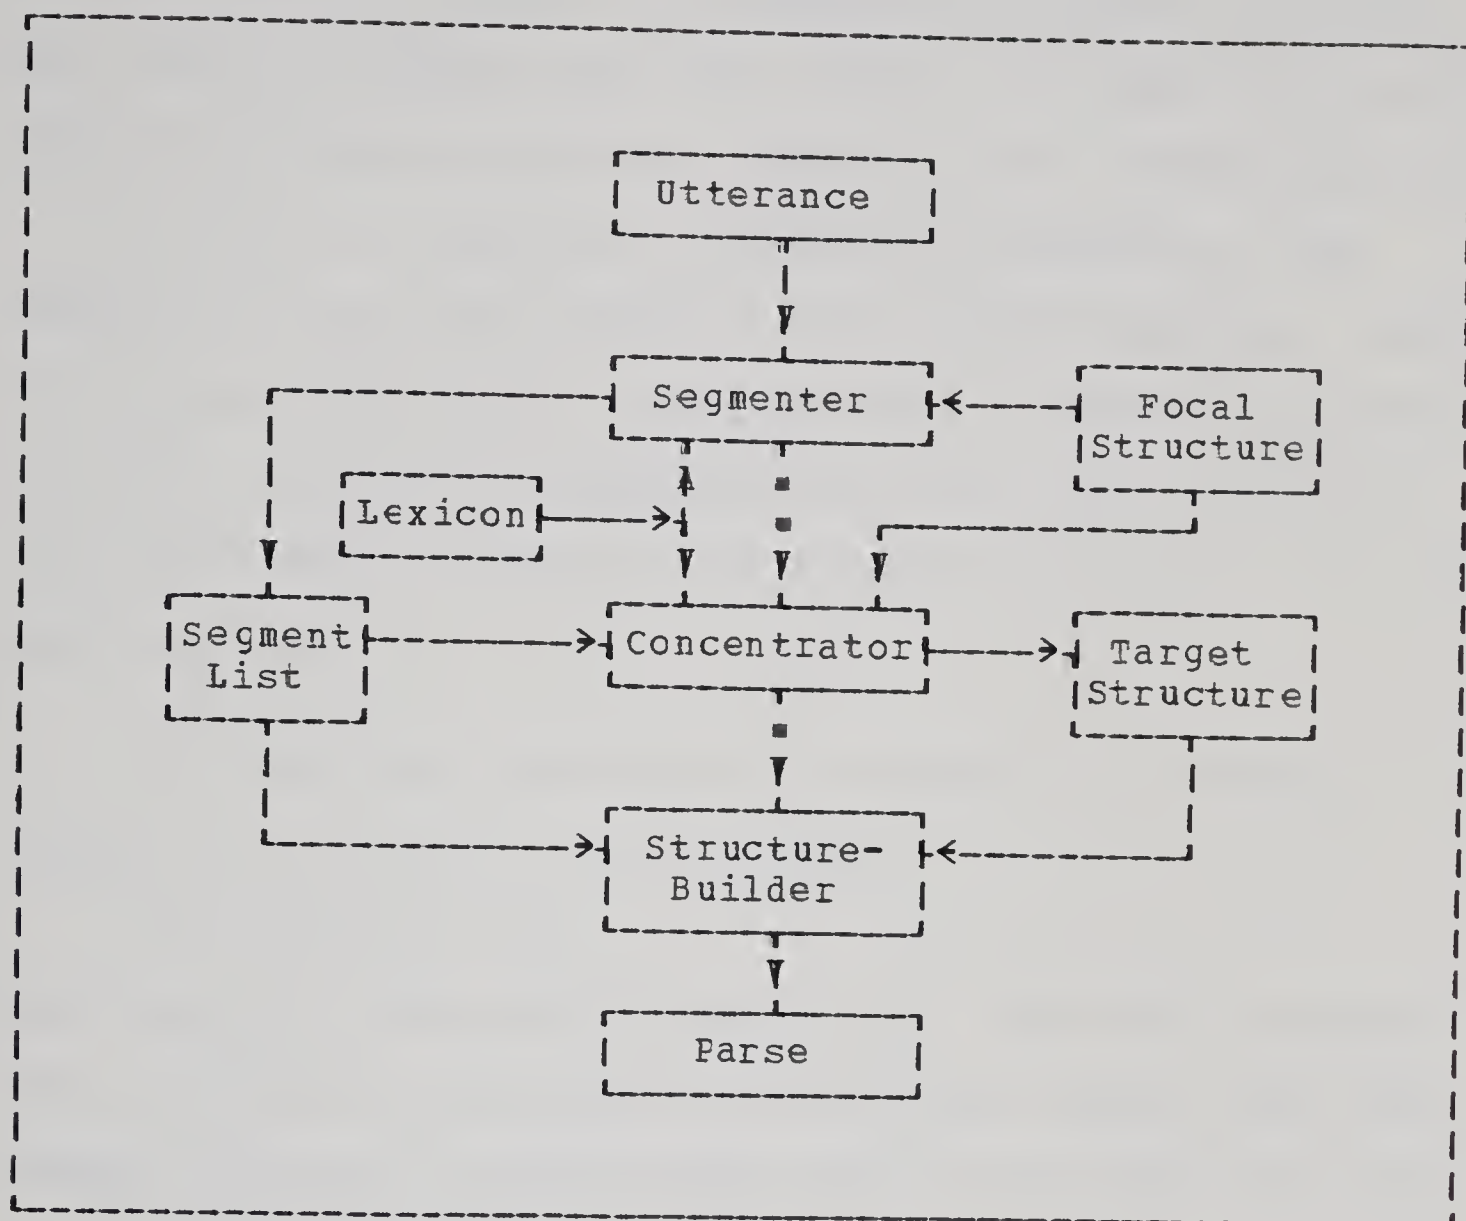 Utterance
Segmenter
Focal
Structure
Lexicon
Segment
List
Concentrator
Target
Structure
Structure-
Builder
Parse